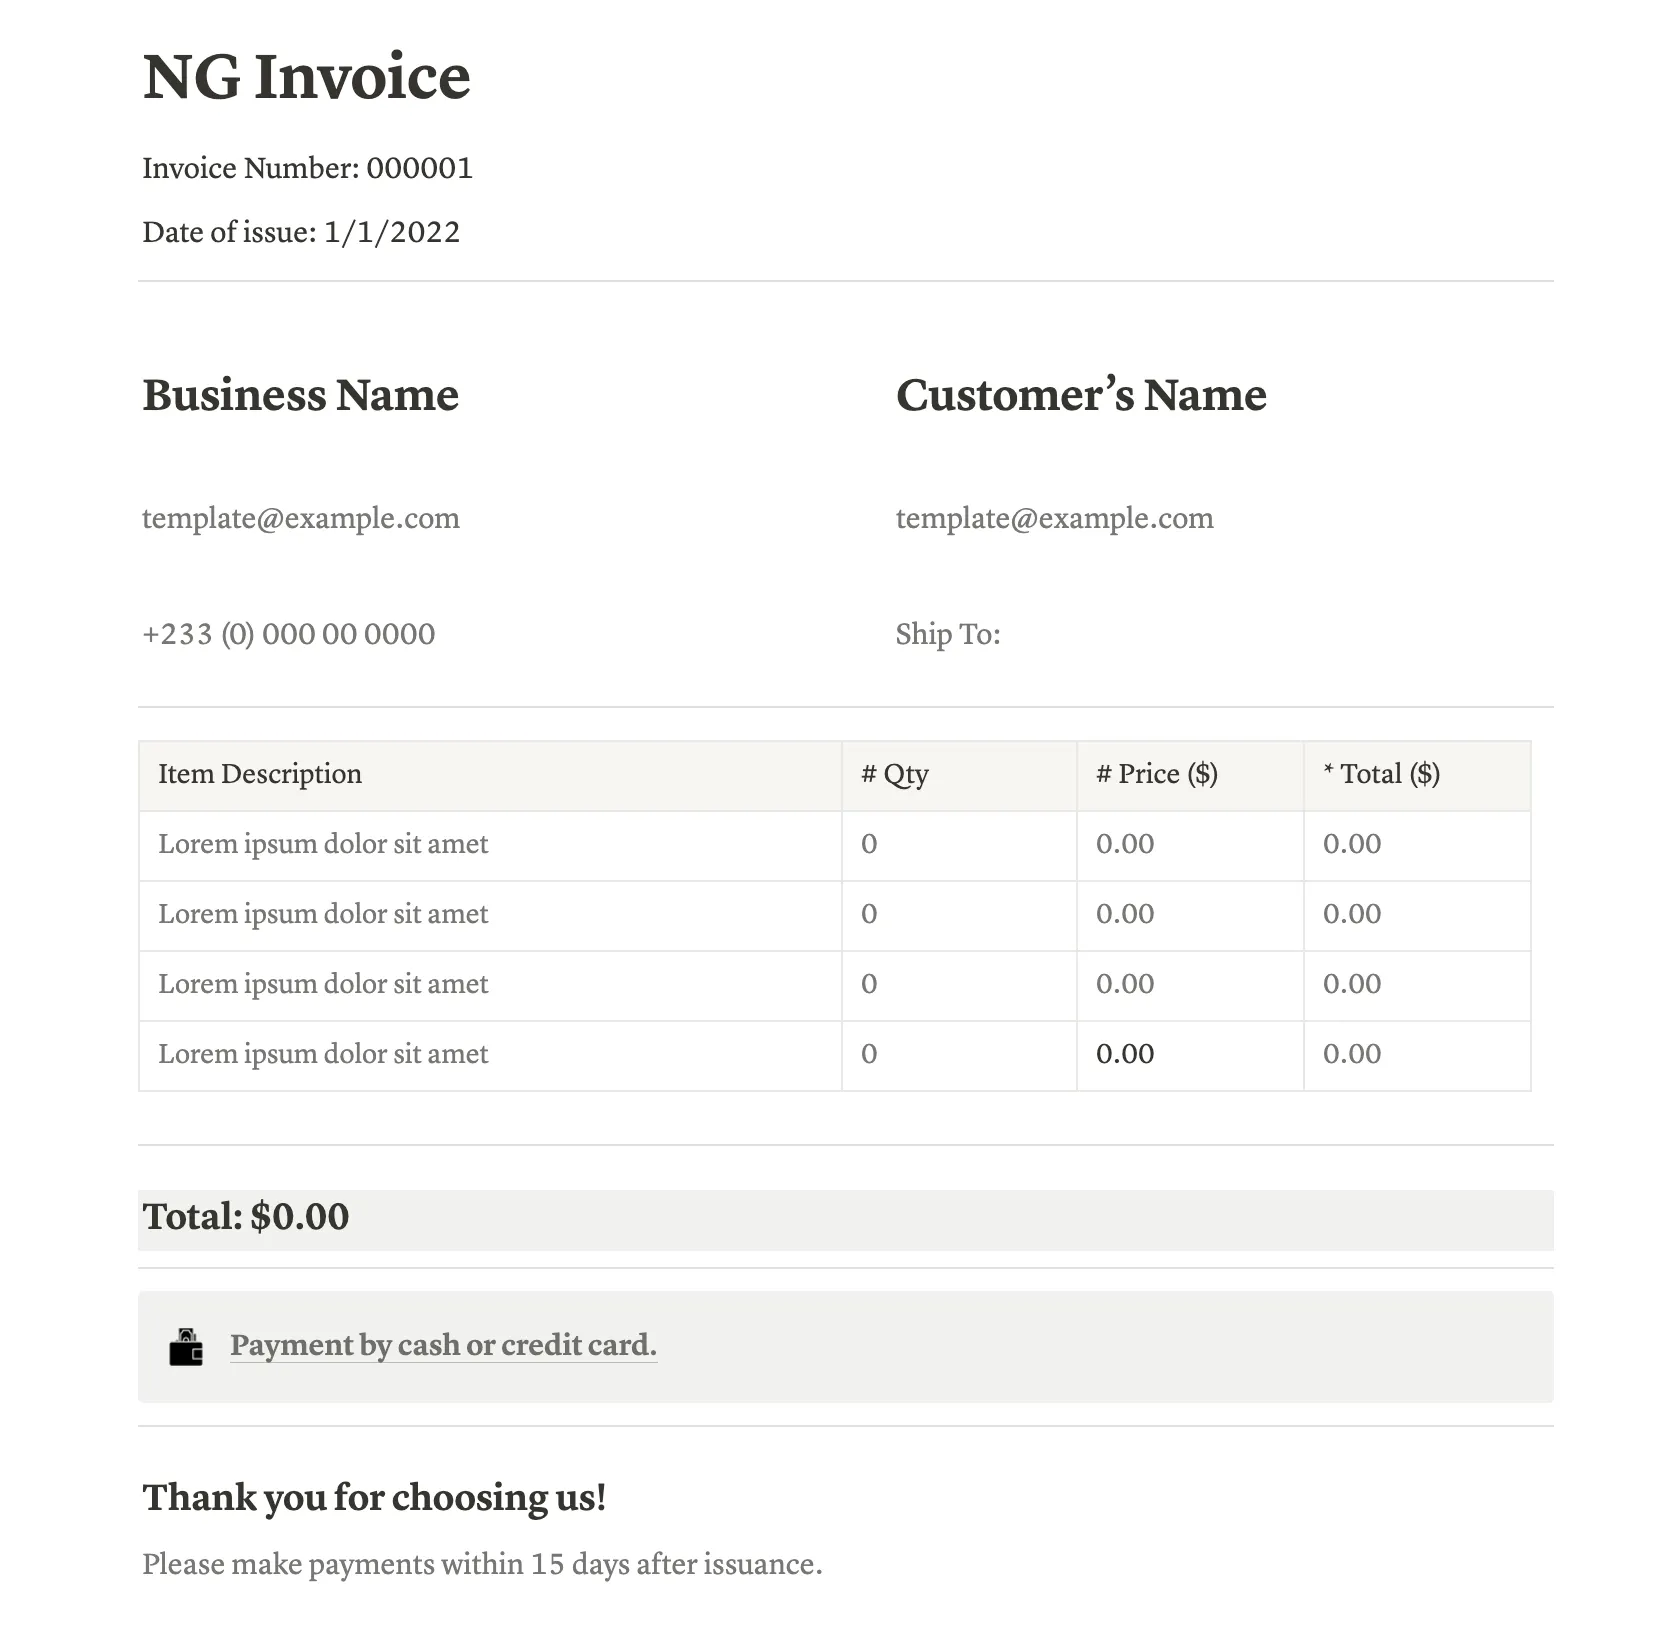 NG Invoice
Invoice Number: 000001
Date of issue: 1/1/2022
Business Name
template@example.com
+233 (0) 000 00 0000
Customer’s Name
template@example.com
Ship To:
Item Description # Qty # Price ($) * Total ($)
Lorem ipsum dolor sit amet 0 0.00 0.00
Lorem ipsum dolor sit amet 0 0.00 0.00
Lorem ipsum dolor sit amet 0 0.00 0.00
Lorem ipsum dolor sit amet 0 0.00 0.00
Total: $0.00
Payment by cash or credit card.
Thank you for choosing us!
Please make payments within 15 days after issuance.